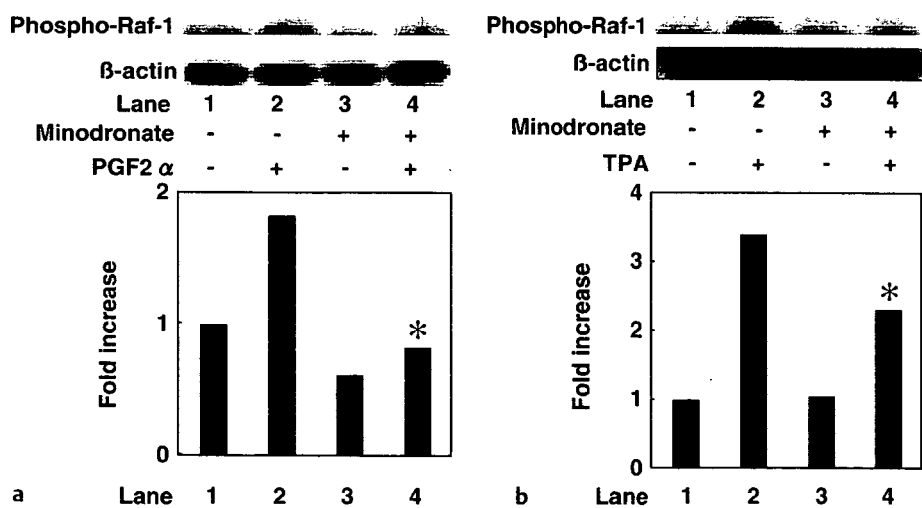 Phospho-Raf-1
ß-actin
Lane 1 2 3 4
Minodronate - - + +
PGF2 α - + - +
2
1
0
Fold increase
*
a Lane 1 2 3 4
Phospho-Raf-1
ß-actin
Lane 1 2 3 4
Minodronate - - + +
TPA - + - +
4
3
2
1
0
Fold increase
*
b Lane 1 2 3 4